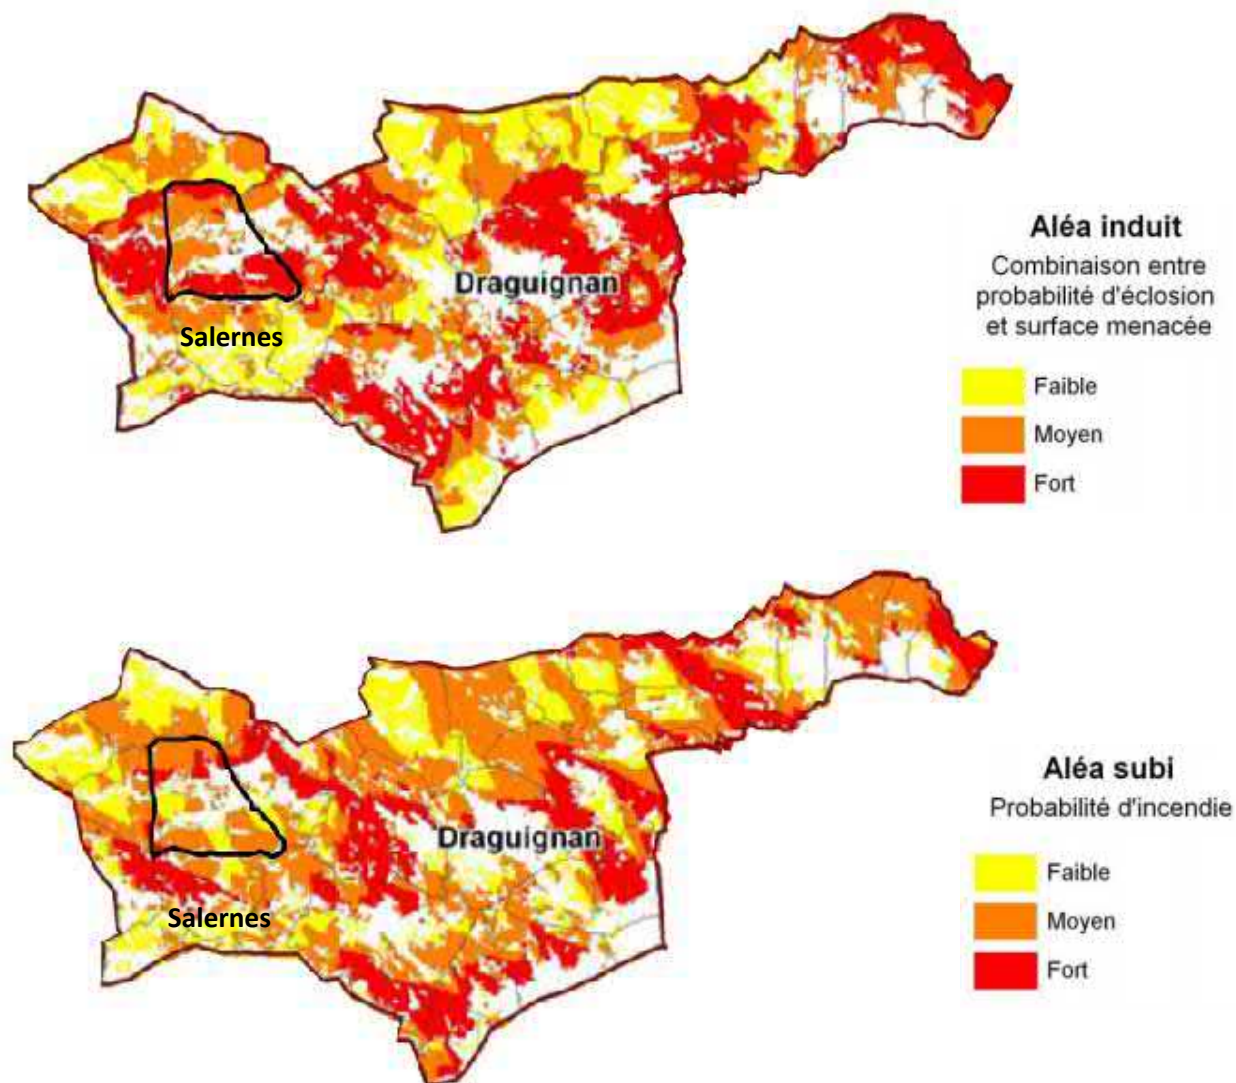 Aléa induit
Combinaison entre
probabilité d'éclosion
et surface menacée
Draguignan
Salernes
Faible
Moyen
Fort
Aléa subi
Probabilité d'incendie
Draguignan
Salernes
Faible
Moyen
Fort